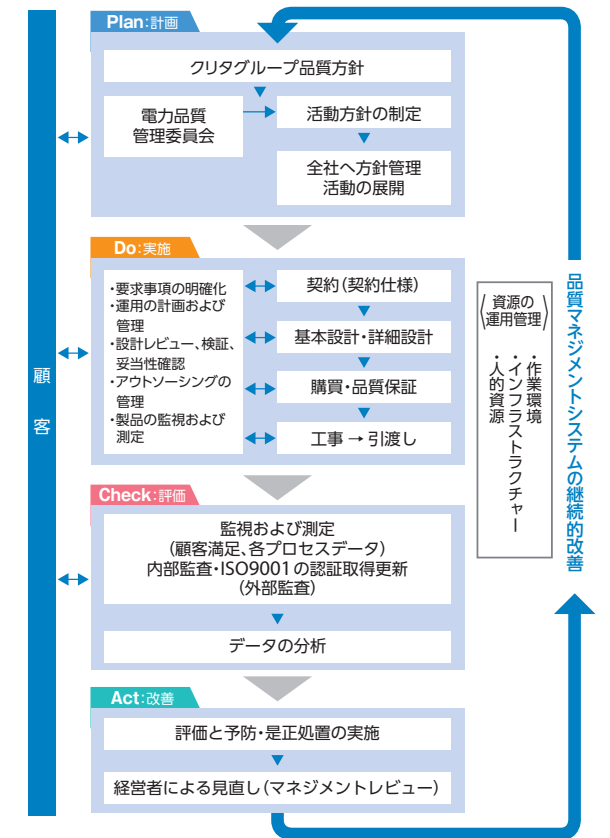 Plan:計画
クリタグループ品質方針
電力品質
管理委員会
活動方針の制定
全社へ方針管理
活動の展開
Do:実施
・要求事項の明確化
・運用の計画および
管理
・設計レビュー、検証、
妥当性確認
・アウトソーシングの
管理
・製品の監視および
測定
契約(契約仕様)
基本設計・詳細設計
購買・品質保証
工事 → 引渡し
Check:評価
監視および測定
(顧客満足、各プロセスデータ)
内部監査・ISO9001の認証取得更新
(外部監査)
データの分析
Act:改善
評価と予防・是正処置の実施
経営者による見直し(マネジメントレビュー)
顧客
〈資源の
運用管理〉
・作業環境
・インフラストラクチャー
・人的資源
品質マネジメントシステムの継続的改善